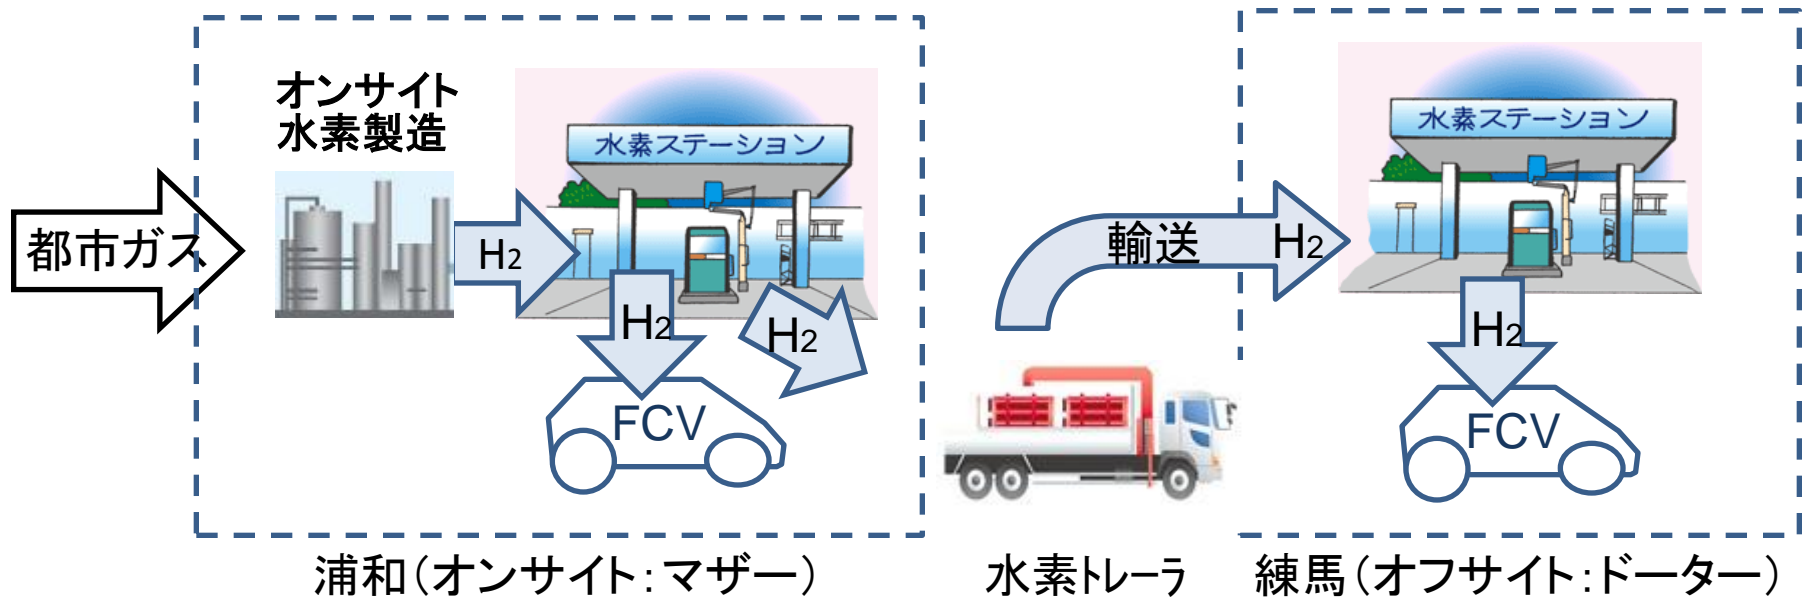 オンサイト
水素製造
水素ステーション
都市ガス
H2
H2
H2
FCV
浦和(オンサイト:マザー)
輸送
H2
水素トレーラ
水素ステーション
H2
FCV
練馬(オフサイト:ドーター)